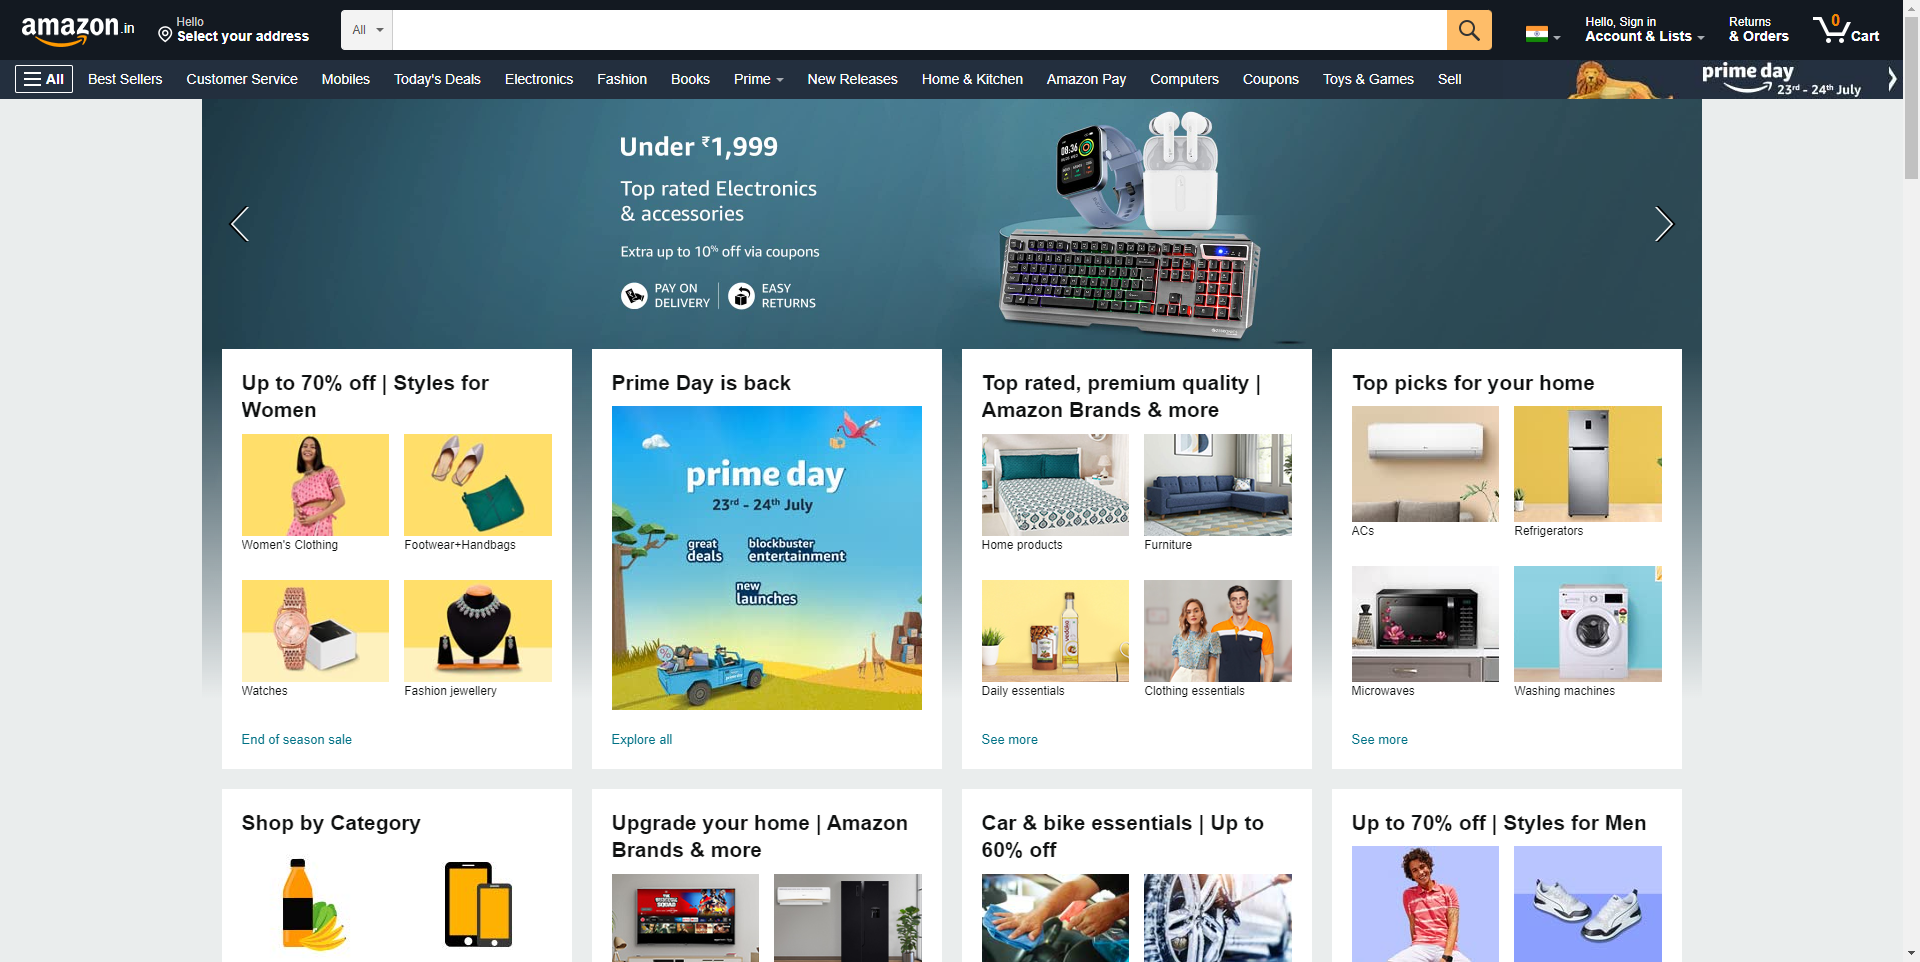 amazon.in
Hello
Select your address
All
Hello, Sign in
Account & Lists
Returns
& Orders
0
Cart
All
Best Sellers
Customer Service
Mobiles
Today's Deals
Electronics
Fashion
Books
Prime
New Releases
Home & Kitchen
Amazon Pay
Computers
Coupons
Toys & Games
Sell
prime day
23rd - 24th July
Under ₹1,999
Top rated Electronics
& accessories
Extra up to 10% off via coupons
PAY ON
DELIVERY
EASY
RETURNS
08:36
Up to 70% off | Styles for
Women
Women's Clothing
Footwear+Handbags
Watches
Fashion jewellery
End of season sale
Prime Day is back
prime day
23rd - 24th July
great
deals
blockbuster
entertainment
new
launches
%
prime day
Explore all
Top rated, premium quality |
Amazon Brands & more
Home products
Furniture
Daily essentials
Clothing essentials
See more
Top picks for your home
ACs
Refrigerators
Microwaves
Washing machines
See more
Shop by Category
Upgrade your home | Amazon
Brands & more
Car & bike essentials | Up to
60% off
Up to 70% off | Styles for Men